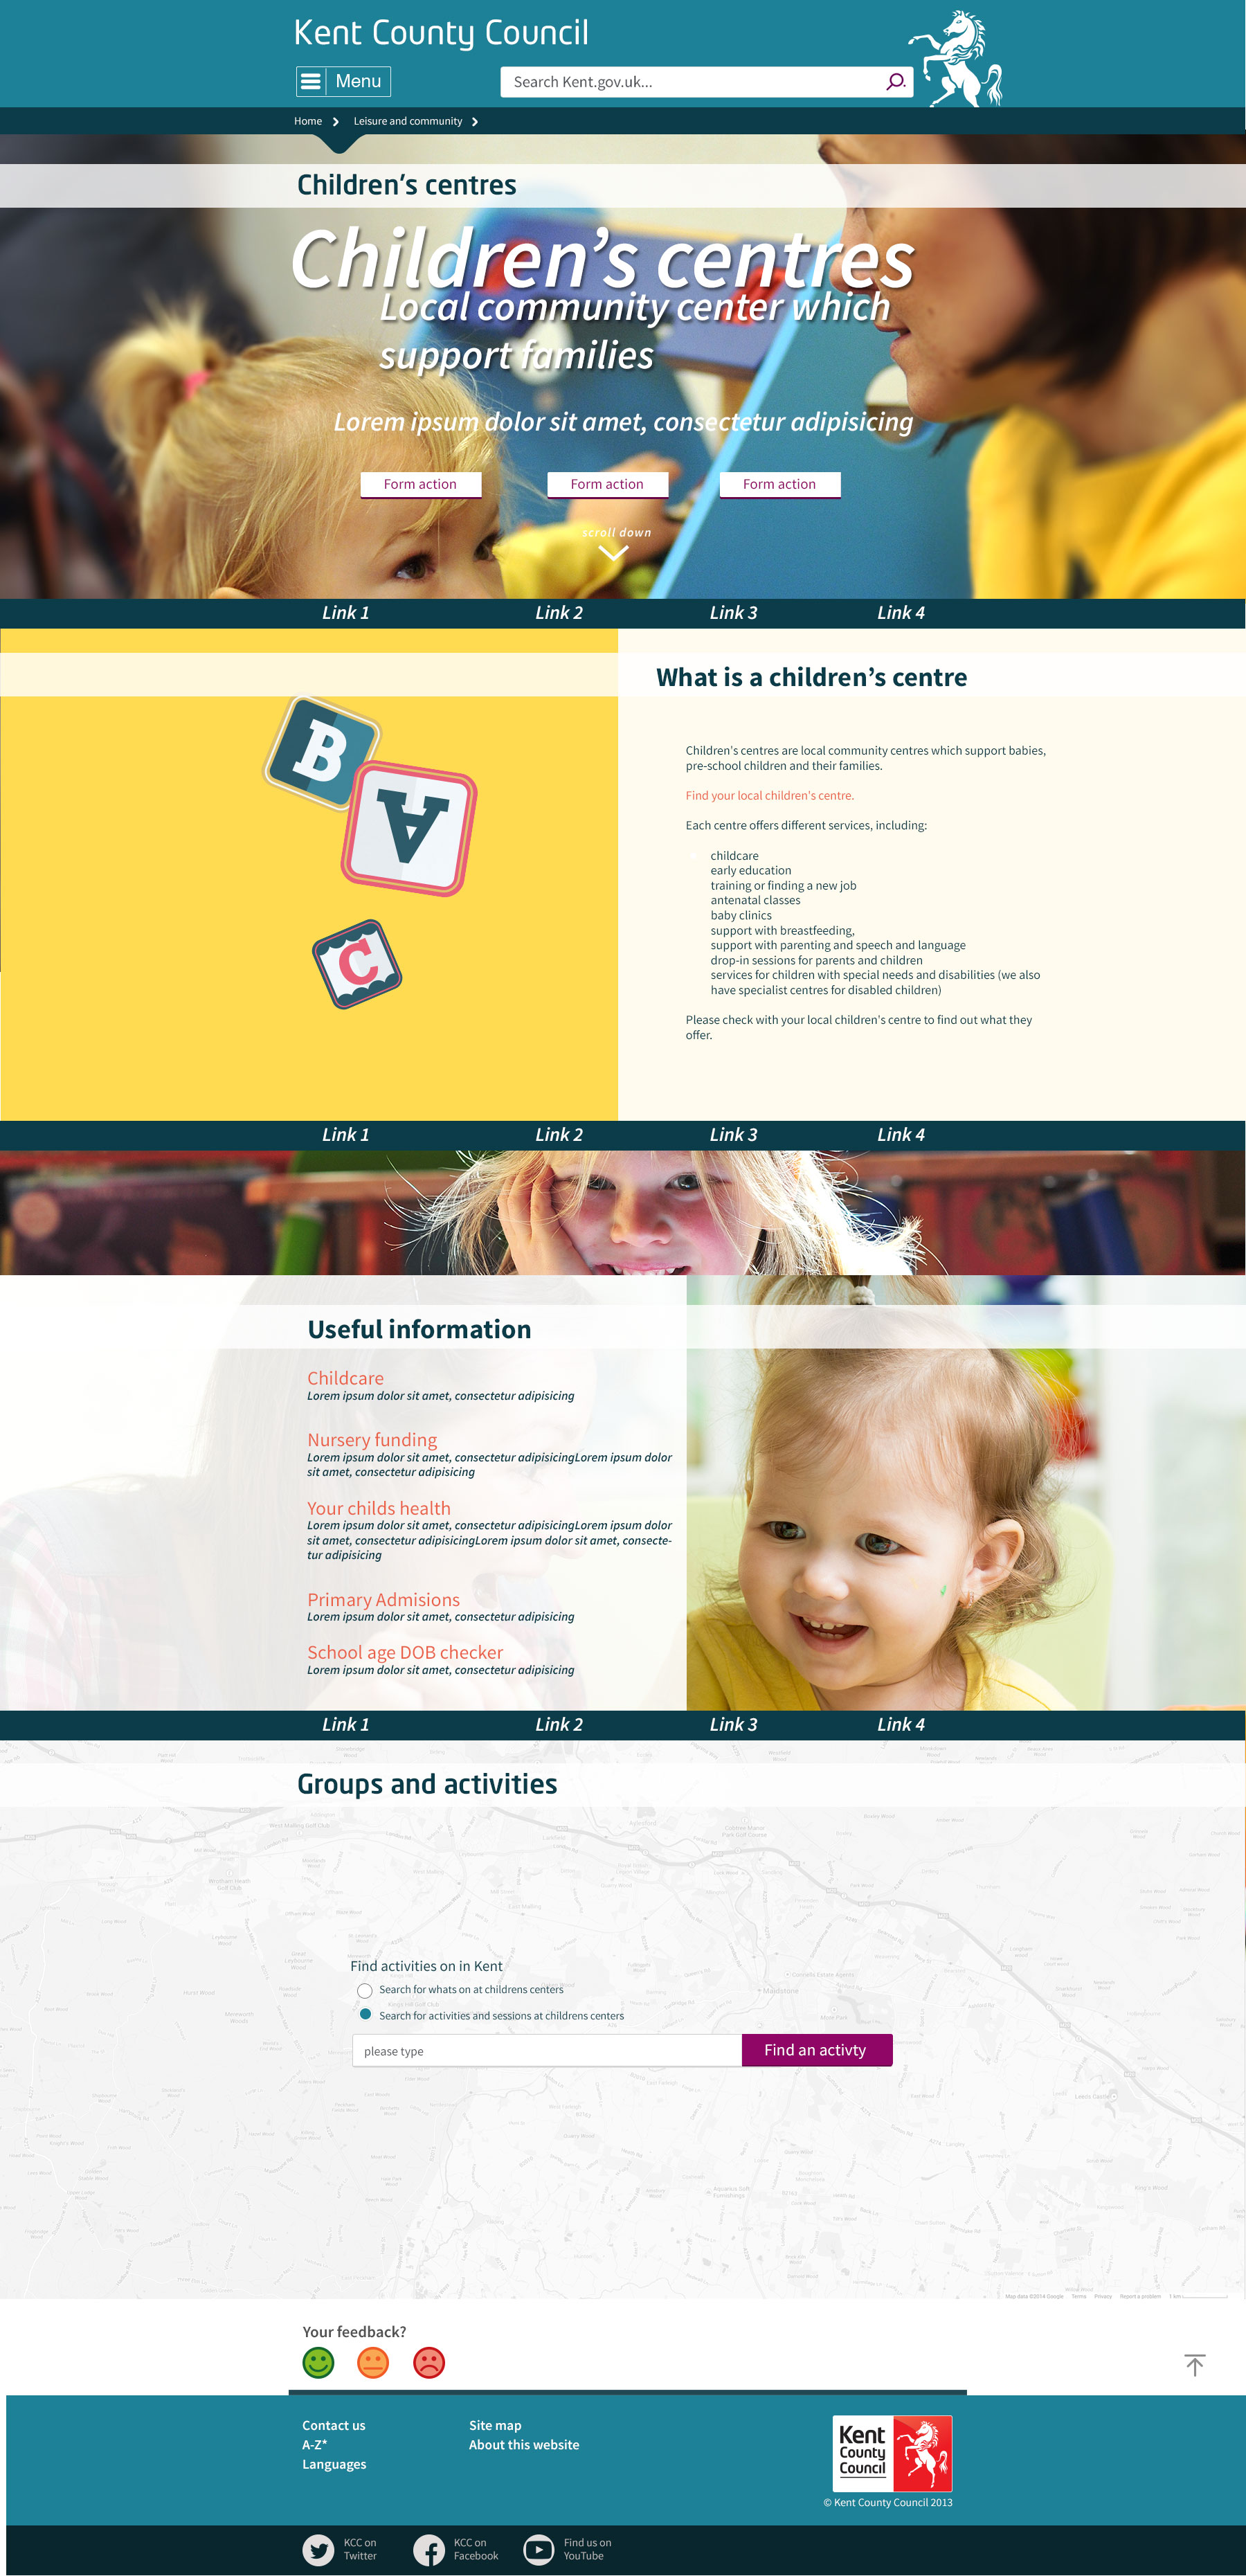 Kent County Council
Menu
Search Kent.gov.uk...
Home
Leisure and community
Children's centres
Children's centres
Local community center which
support families
Lorem ipsum dolor sit amet, consectetur adipisicing
Form action
Form action
Form action
scroll down
Link 1
Link 2
Link 3
Link 4
What is a children's centre
B
A
C
Children's centres are local community centres which support babies,
pre-school children and their families.
Find your local children's centre.
Each centre offers different services, including:
childcare
early education
training or finding a new job
antenatal classes
baby clinics
support with breastfeeding,
support with parenting and speech and language
drop-in sessions for parents and children
services for children with special needs and disabilities (we also
have specialist centres for disabled children)
Please check with your local children's centre to find out what they
offer.
Link 1
Link 2
Link 3
Link 4
Useful information
Childcare
Lorem ipsum dolor sit amet, consectetur adipisicing
Nursery funding
Lorem ipsum dolor sit amet, consectetur adipisicingLorem ipsum dolor
sit amet, consectetur adipisicing
Your childs health
Lorem ipsum dolor sit amet, consectetur adipisicingLorem ipsum dolor
sit amet, consectetur adipisicingLorem ipsum dolor sit amet, consecte-
tur adipisicing
Primary Admisions
Lorem ipsum dolor sit amet, consectetur adipisicing
School age DOB checker
Lorem ipsum dolor sit amet, consectetur adipisicing
Link 1
Link 2
Link 3
Link 4
Groups and activities
Find activities on in Kent
Search for whats on at childrens centers
Search for activities and sessions at childrens centers
please type
Find an activty
Map data ©2014 Google
Terms
Privacy
Report a problem
1 km
Your feedback?
Contact us
A-Z*
Languages
Site map
About this website
Kent
County
Council
© Kent County Council 2013
KCC on
Twitter
KCC on
Facebook
Find us on
YouTube